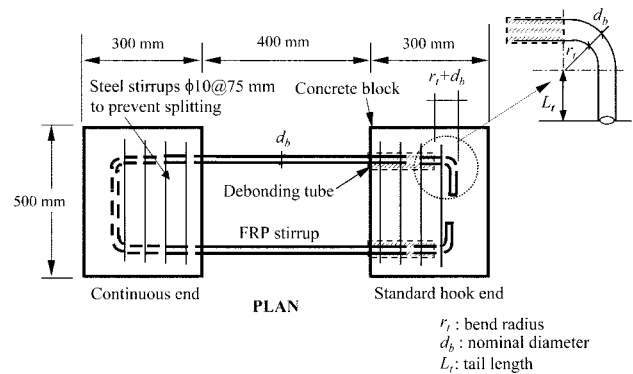 300 mm
400 mm
300 mm
Steel stirrups ϕ10@75 mm
to prevent splitting
Concrete block
r_t+d_b
d_b
r_t
L_t
d_b
500 mm
Debonding tube
FRP stirrup
Continuous end
Standard hook end
PLAN
r_t : bend radius
d_b : nominal diameter
L_t: tail length